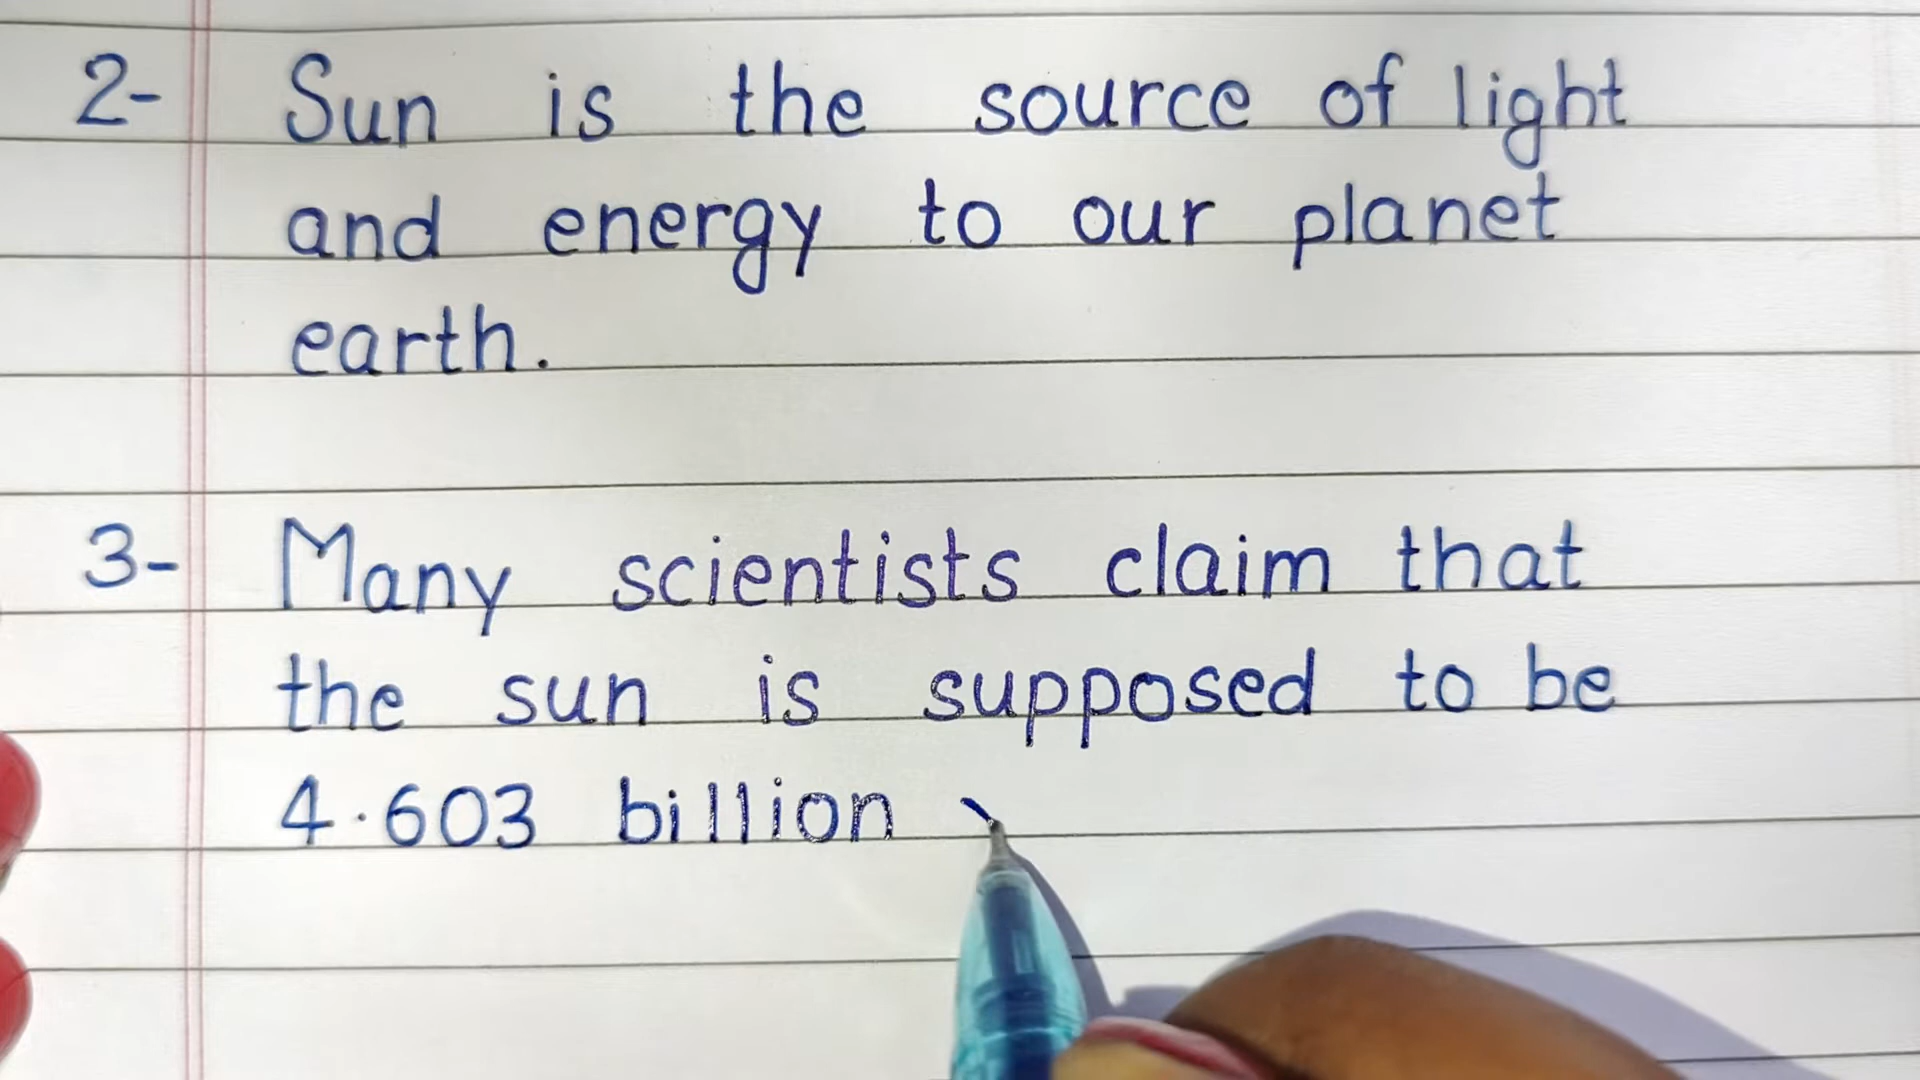 2- Sun is the source of light
and energy to our planet
earth.
3- Many scientists claim that
the sun is supposed to be
4.603 billion